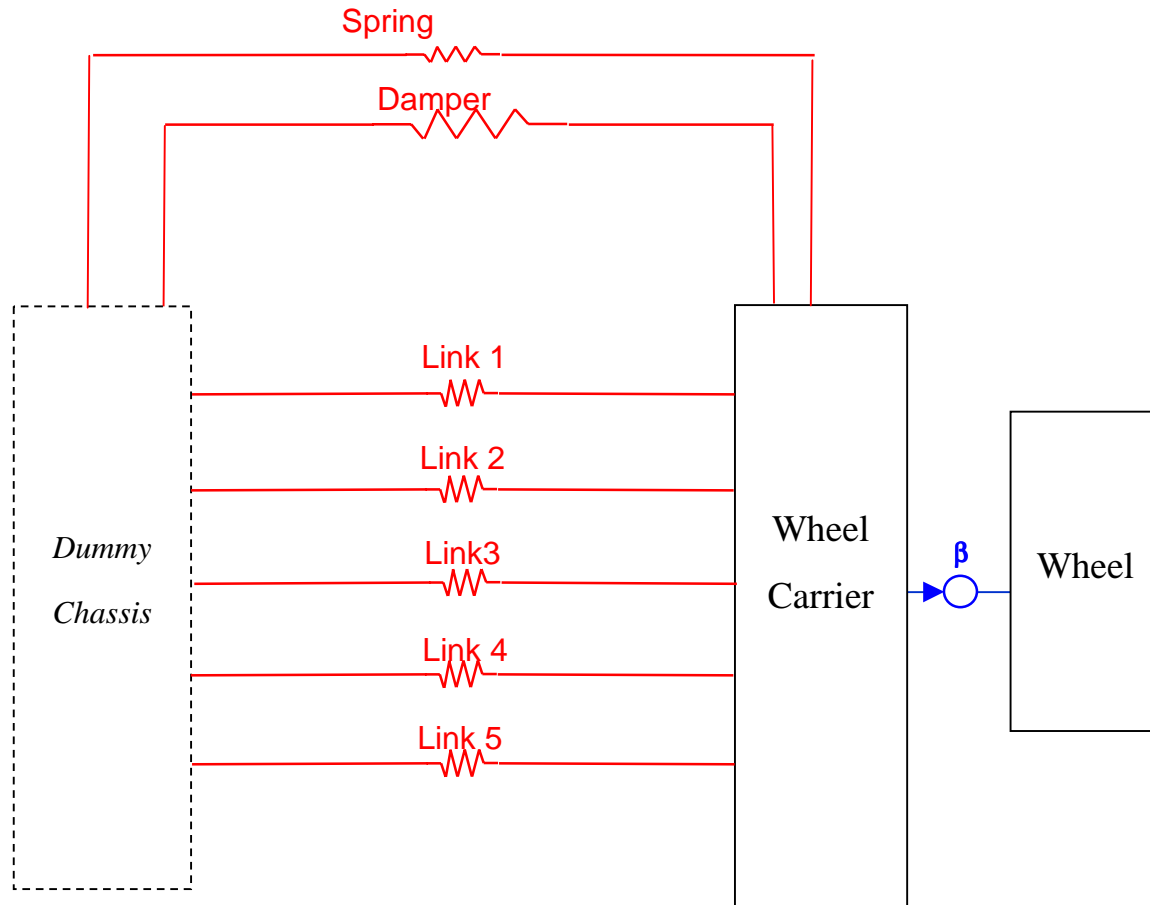 Spring
Damper
Link 1
Link 2
Link3
Link 4
Link 5
Dummy
Chassis
Wheel
Carrier
β
Wheel